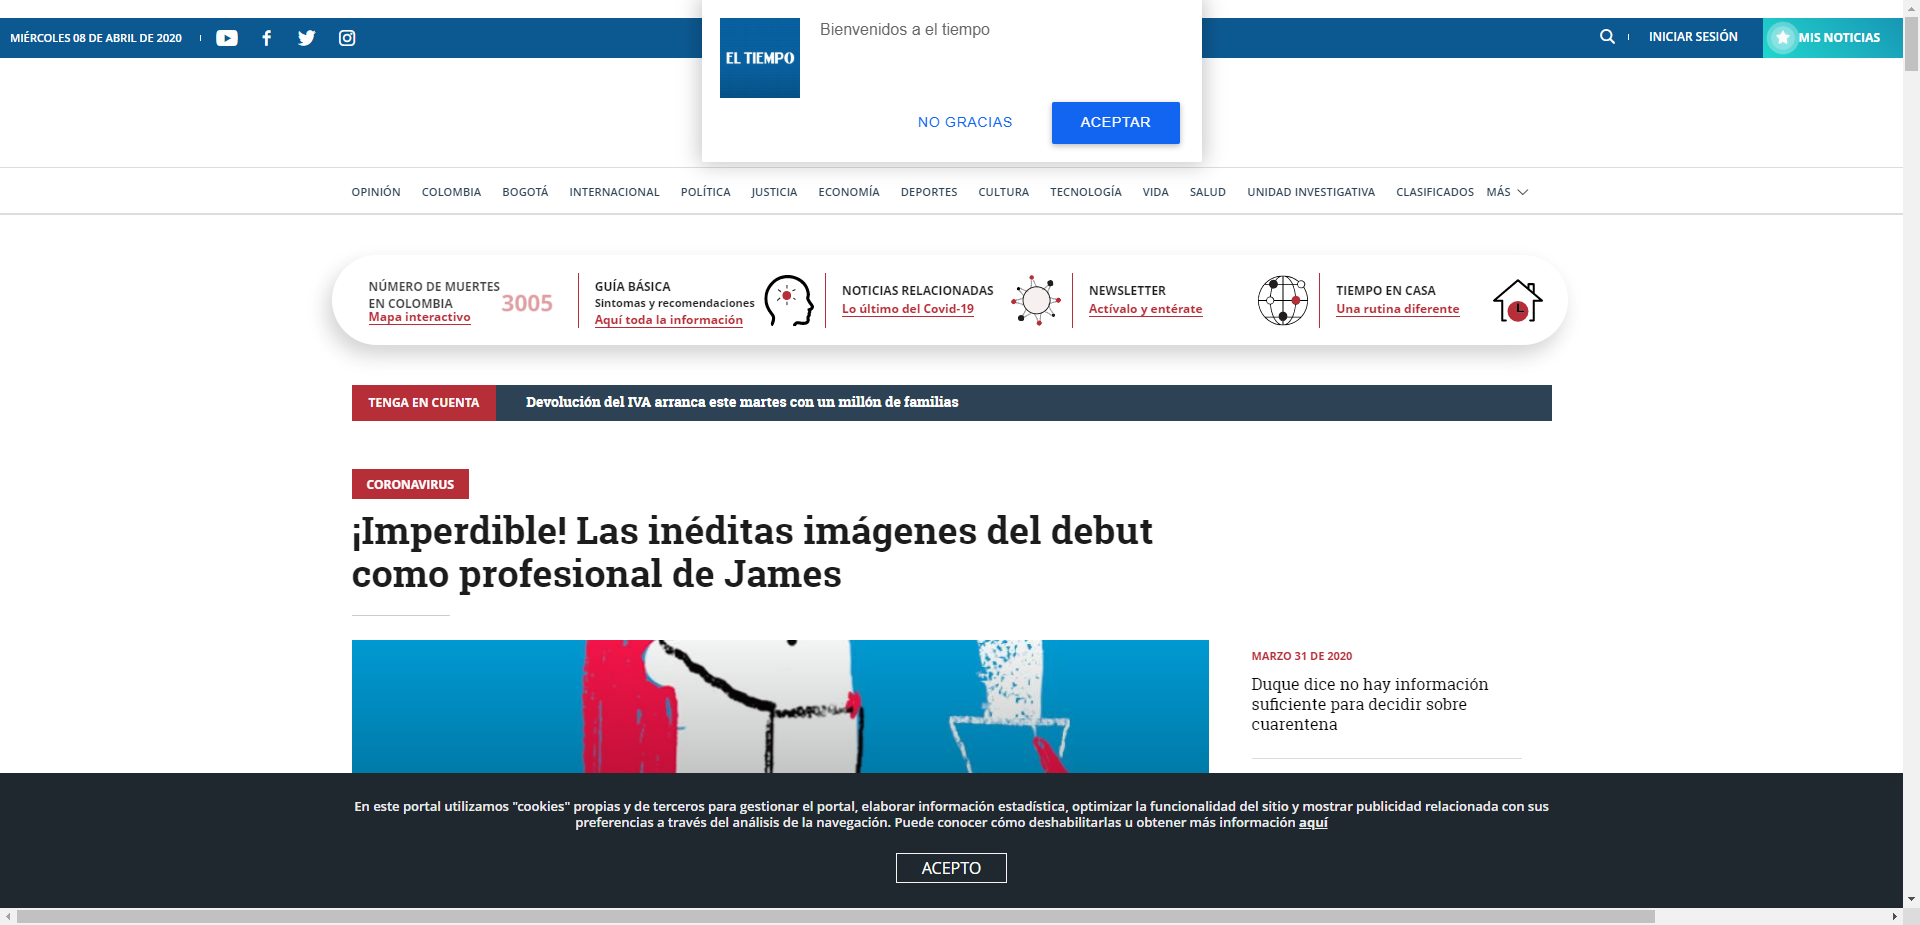 MIÉRCOLES 08 DE ABRIL DE 2020
INICIAR SESIÓN
MIS NOTICIAS
EL TIEMPO
Bienvenidos a el tiempo
NO GRACIAS
ACEPTAR
OPINIÓN COLOMBIA BOGOTÁ INTERNACIONAL POLÍTICA JUSTICIA ECONOMÍA DEPORTES CULTURA TECNOLOGÍA VIDA SALUD UNIDAD INVESTIGATIVA CLASIFICADOS MÁS
NÚMERO DE MUERTES
EN COLOMBIA
Mapa interactivo
3005
GUÍA BÁSICA
Sintomas y recomendaciones
Aquí toda la información
NOTICIAS RELACIONADAS
Lo último del Covid-19
NEWSLETTER
Actívalo y entérate
TIEMPO EN CASA
Una rutina diferente
TENGA EN CUENTA
Devolución del IVA arranca este martes con un millón de familias
CORONAVIRUS
¡Imperdible! Las inéditas imágenes del debut
como profesional de James
MARZO 31 DE 2020
Duque dice no hay información
suficiente para decidir sobre
cuarentena
En este portal utilizamos "cookies" propias y de terceros para gestionar el portal, elaborar información estadística, optimizar la funcionalidad del sitio y mostrar publicidad relacionada con sus
preferencias a través del análisis de la navegación. Puede conocer cómo deshabilitarlas u obtener más información aquí
ACEPTO